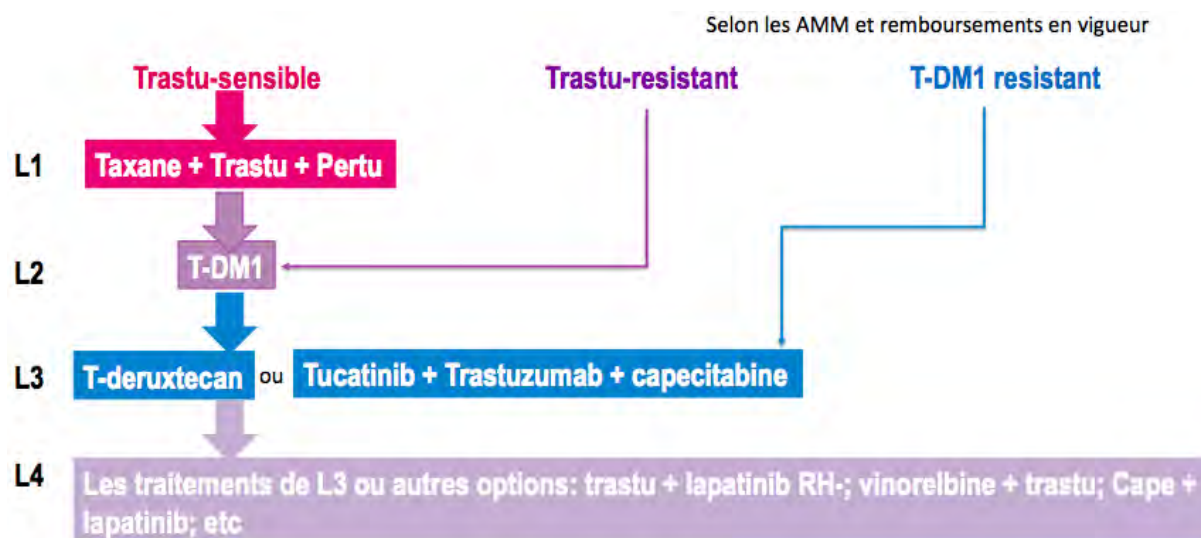 Selon les AMM et remboursements en vigueur
Trastu-sensible
Trastu-resistant
T-DM1 resistant
L1
Taxane + Trastu + Pertu
L2
T-DM1
L3
T-deruxtecan
ou
Tucatinib + Trastuzumab + capecitabine
L4
Les traitements de L3 ou autres options: trastu + lapatinib RH-; vinorelbine + trastu; Cape +
lapatinib; etc